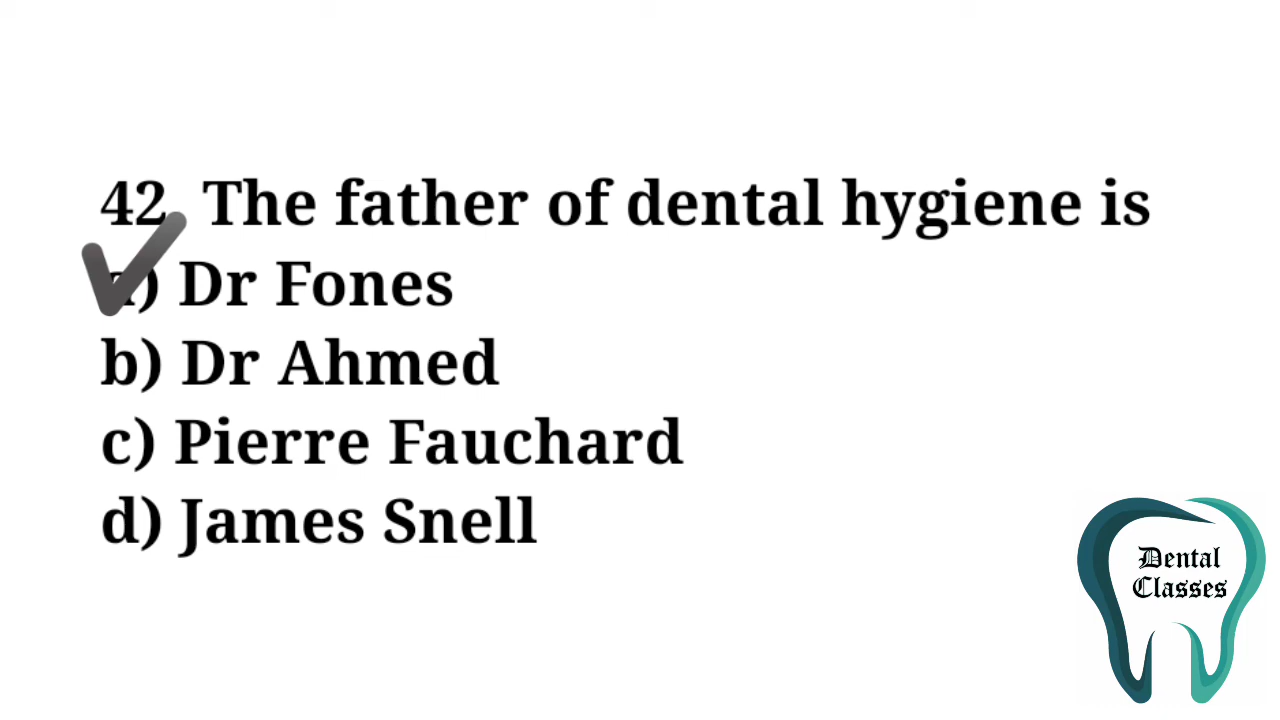 42. The father of dental hygiene is
a) Dr Fones
b) Dr Ahmed
c) Pierre Fauchard
d) James Snell
Dental
Classes